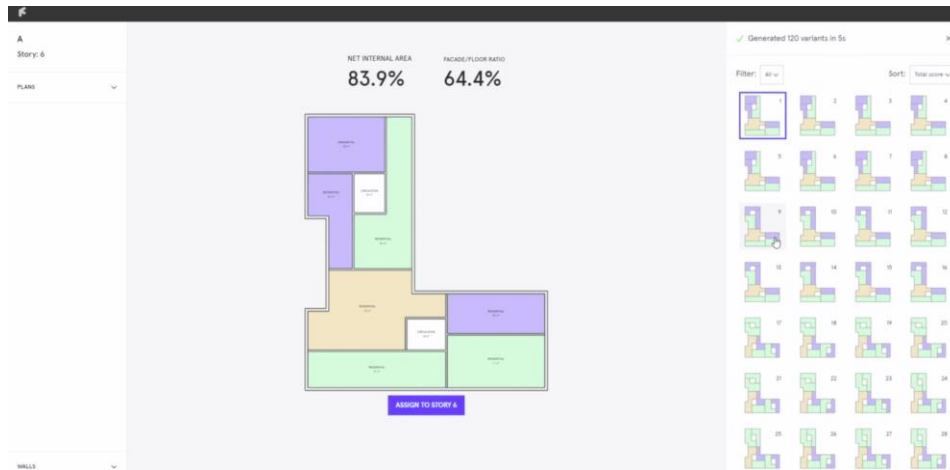 A
Story: 6
PLANS
WALLS
NET INTERNAL AREA
83.9%
FACADE/FLOOR RATIO
64.4%
ASSIGN TO STORY 6
Generated 120 variants in 5s
Filter: All
Sort: Total score
1 2 3 4
5 6 7 8
9 10 11 12
13 14 15 16
17 18 19 20
21 22 23 24
25 26 27 28